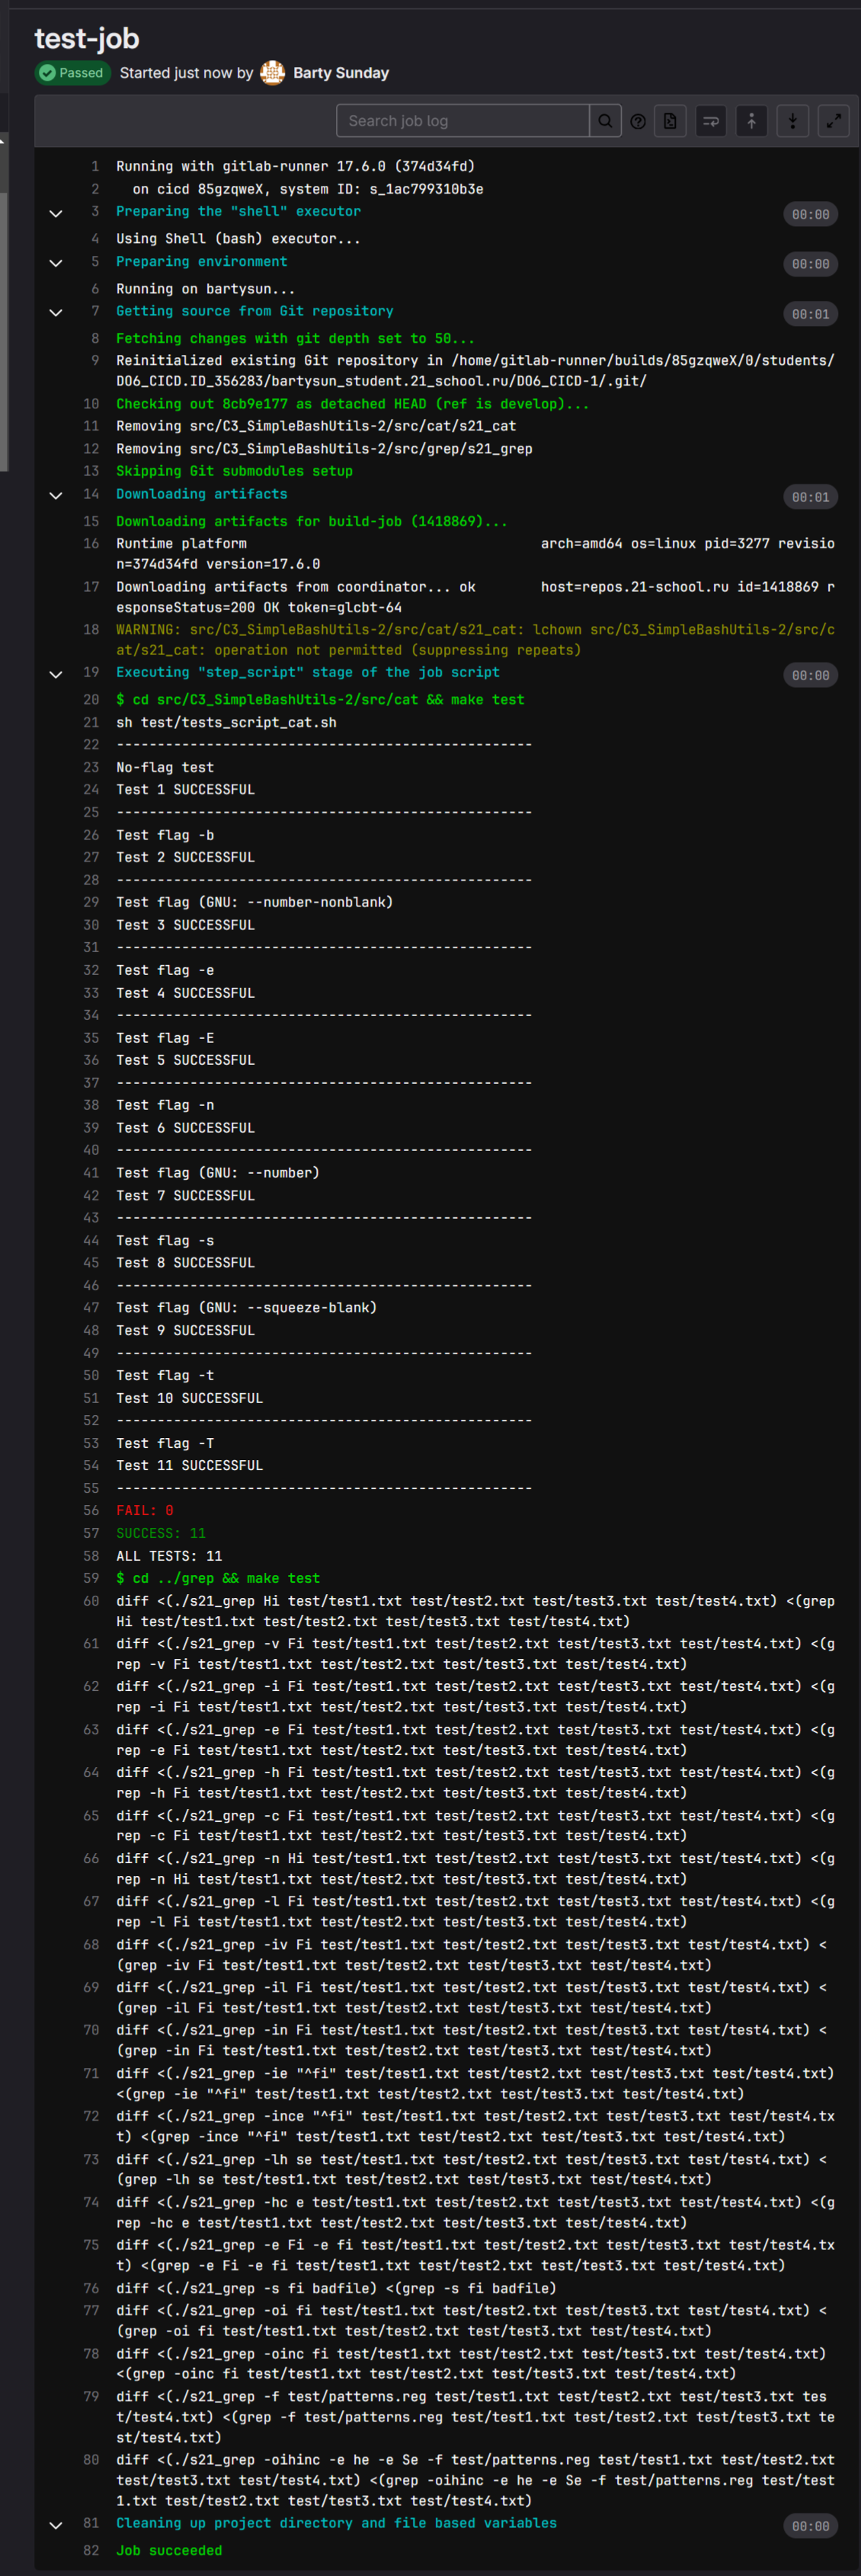 test-job
Passed Started just now by Barty Sunday
Search job log
1 Running with gitlab-runner 17.6.0 (374d34fd)
2 on cicd 85gzqweX, system ID: s_1ac799310b3e
3 Preparing the "shell" executor 00:00
4 Using Shell (bash) executor...
5 Preparing environment 00:00
6 Running on bartysun...
7 Getting source from Git repository 00:01
8 Fetching changes with git depth set to 50...
9 Reinitialized existing Git repository in /home/gitlab-runner/builds/85gzqweX/0/students/
DO6_CICD.ID_356283/bartysun_student.21_school.ru/DO6_CICD-1/.git/
10 Checking out 8cb9e177 as detached HEAD (ref is develop)...
11 Removing src/C3_SimpleBashUtils-2/src/cat/s21_cat
12 Removing src/C3_SimpleBashUtils-2/src/grep/s21_grep
13 Skipping Git submodules setup
14 Downloading artifacts 00:01
15 Downloading artifacts for build-job (1418869)...
16 Runtime platform arch=amd64 os=linux pid=3277 revisio
n=374d34fd version=17.6.0
17 Downloading artifacts from coordinator... ok host=repos.21-school.ru id=1418869 r
esponseStatus=200 OK token=glcbt-64
18 WARNING: src/C3_SimpleBashUtils-2/src/cat/s21_cat: lchown src/C3_SimpleBashUtils-2/src/c
at/s21_cat: operation not permitted (suppressing repeats)
19 Executing "step_script" stage of the job script 00:00
20 $ cd src/C3_SimpleBashUtils-2/src/cat && make test
21 sh test/tests_script_cat.sh
22 ---------------------------------------------------
23 No-flag test
24 Test 1 SUCCESSFUL
25 ---------------------------------------------------
26 Test flag -b
27 Test 2 SUCCESSFUL
28 ---------------------------------------------------
29 Test flag (GNU: --number-nonblank)
30 Test 3 SUCCESSFUL
31 ---------------------------------------------------
32 Test flag -e
33 Test 4 SUCCESSFUL
34 ---------------------------------------------------
35 Test flag -E
36 Test 5 SUCCESSFUL
37 ---------------------------------------------------
38 Test flag -n
39 Test 6 SUCCESSFUL
40 ---------------------------------------------------
41 Test flag (GNU: --number)
42 Test 7 SUCCESSFUL
43 ---------------------------------------------------
44 Test flag -s
45 Test 8 SUCCESSFUL
46 ---------------------------------------------------
47 Test flag (GNU: --squeeze-blank)
48 Test 9 SUCCESSFUL
49 ---------------------------------------------------
50 Test flag -t
51 Test 10 SUCCESSFUL
52 ---------------------------------------------------
53 Test flag -T
54 Test 11 SUCCESSFUL
55 ---------------------------------------------------
56 FAIL: 0
57 SUCCESS: 11
58 ALL TESTS: 11
59 $ cd ../grep && make test
60 diff <(./s21_grep Hi test/test1.txt test/test2.txt test/test3.txt test/test4.txt) <(grep
Hi test/test1.txt test/test2.txt test/test3.txt test/test4.txt)
61 diff <(./s21_grep -v Fi test/test1.txt test/test2.txt test/test3.txt test/test4.txt) <(g
rep -v Fi test/test1.txt test/test2.txt test/test3.txt test/test4.txt)
62 diff <(./s21_grep -i Fi test/test1.txt test/test2.txt test/test3.txt test/test4.txt) <(g
rep -i Fi test/test1.txt test/test2.txt test/test3.txt test/test4.txt)
63 diff <(./s21_grep -e Fi test/test1.txt test/test2.txt test/test3.txt test/test4.txt) <(g
rep -e Fi test/test1.txt test/test2.txt test/test3.txt test/test4.txt)
64 diff <(./s21_grep -h Fi test/test1.txt test/test2.txt test/test3.txt test/test4.txt) <(g
rep -h Fi test/test1.txt test/test2.txt test/test3.txt test/test4.txt)
65 diff <(./s21_grep -c Fi test/test1.txt test/test2.txt test/test3.txt test/test4.txt) <(g
rep -c Fi test/test1.txt test/test2.txt test/test3.txt test/test4.txt)
66 diff <(./s21_grep -n Hi test/test1.txt test/test2.txt test/test3.txt test/test4.txt) <(g
rep -n Hi test/test1.txt test/test2.txt test/test3.txt test/test4.txt)
67 diff <(./s21_grep -l Fi test/test1.txt test/test2.txt test/test3.txt test/test4.txt) <(g
rep -l Fi test/test1.txt test/test2.txt test/test3.txt test/test4.txt)
68 diff <(./s21_grep -iv Fi test/test1.txt test/test2.txt test/test3.txt test/test4.txt) <
(grep -iv Fi test/test1.txt test/test2.txt test/test3.txt test/test4.txt)
69 diff <(./s21_grep -il Fi test/test1.txt test/test2.txt test/test3.txt test/test4.txt) <
(grep -il Fi test/test1.txt test/test2.txt test/test3.txt test/test4.txt)
70 diff <(./s21_grep -in Fi test/test1.txt test/test2.txt test/test3.txt test/test4.txt) <
(grep -in Fi test/test1.txt test/test2.txt test/test3.txt test/test4.txt)
71 diff <(./s21_grep -ie "^fi" test/test1.txt test/test2.txt test/test3.txt test/test4.txt)
<(grep -ie "^fi" test/test1.txt test/test2.txt test/test3.txt test/test4.txt)
72 diff <(./s21_grep -ince "^fi" test/test1.txt test/test2.txt test/test3.txt test/test4.tx
t) <(grep -ince "^fi" test/test1.txt test/test2.txt test/test3.txt test/test4.txt)
73 diff <(./s21_grep -lh se test/test1.txt test/test2.txt test/test3.txt test/test4.txt) <
(grep -lh se test/test1.txt test/test2.txt test/test3.txt test/test4.txt)
74 diff <(./s21_grep -hc e test/test1.txt test/test2.txt test/test3.txt test/test4.txt) <(g
rep -hc e test/test1.txt test/test2.txt test/test3.txt test/test4.txt)
75 diff <(./s21_grep -e Fi -e fi test/test1.txt test/test2.txt test/test3.txt test/test4.tx
t) <(grep -e Fi -e fi test/test1.txt test/test2.txt test/test3.txt test/test4.txt)
76 diff <(./s21_grep -s fi badfile) <(grep -s fi badfile)
77 diff <(./s21_grep -oi fi test/test1.txt test/test2.txt test/test3.txt test/test4.txt) <
(grep -oi fi test/test1.txt test/test2.txt test/test3.txt test/test4.txt)
78 diff <(./s21_grep -oinc fi test/test1.txt test/test2.txt test/test3.txt test/test4.txt)
<(grep -oinc fi test/test1.txt test/test2.txt test/test3.txt test/test4.txt)
79 diff <(./s21_grep -f test/patterns.reg test/test1.txt test/test2.txt test/test3.txt tes
t/test4.txt) <(grep -f test/patterns.reg test/test1.txt test/test2.txt test/test3.txt te
st/test4.txt)
80 diff <(./s21_grep -oihinc -e he -e Se -f test/patterns.reg test/test1.txt test/test2.txt
test/test3.txt test/test4.txt) <(grep -oihinc -e he -e Se -f test/patterns.reg test/test
1.txt test/test2.txt test/test3.txt test/test4.txt)
81 Cleaning up project directory and file based variables 00:00
82 Job succeeded